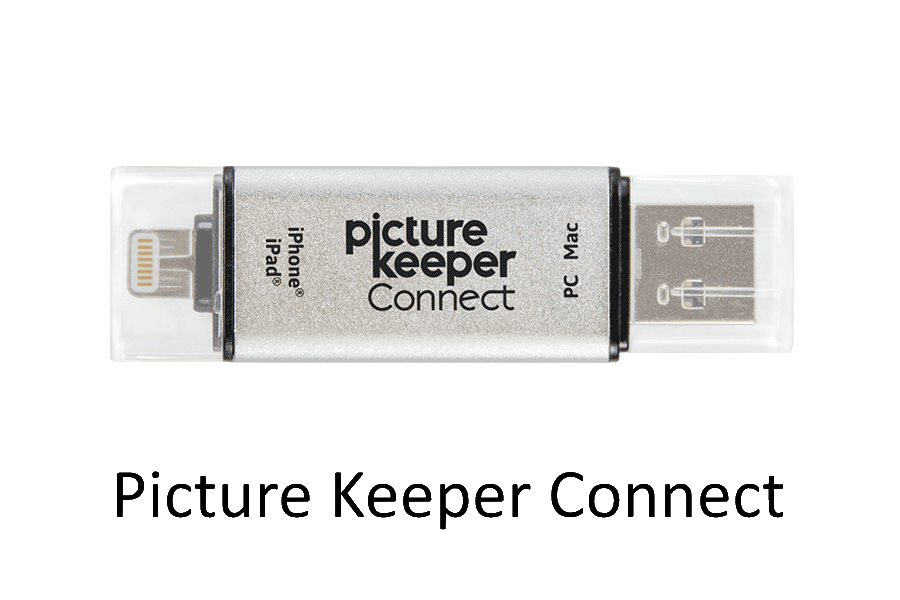 iPhone®
iPad®
picture
keeper
Connect
PC Mac
Picture Keeper Connect